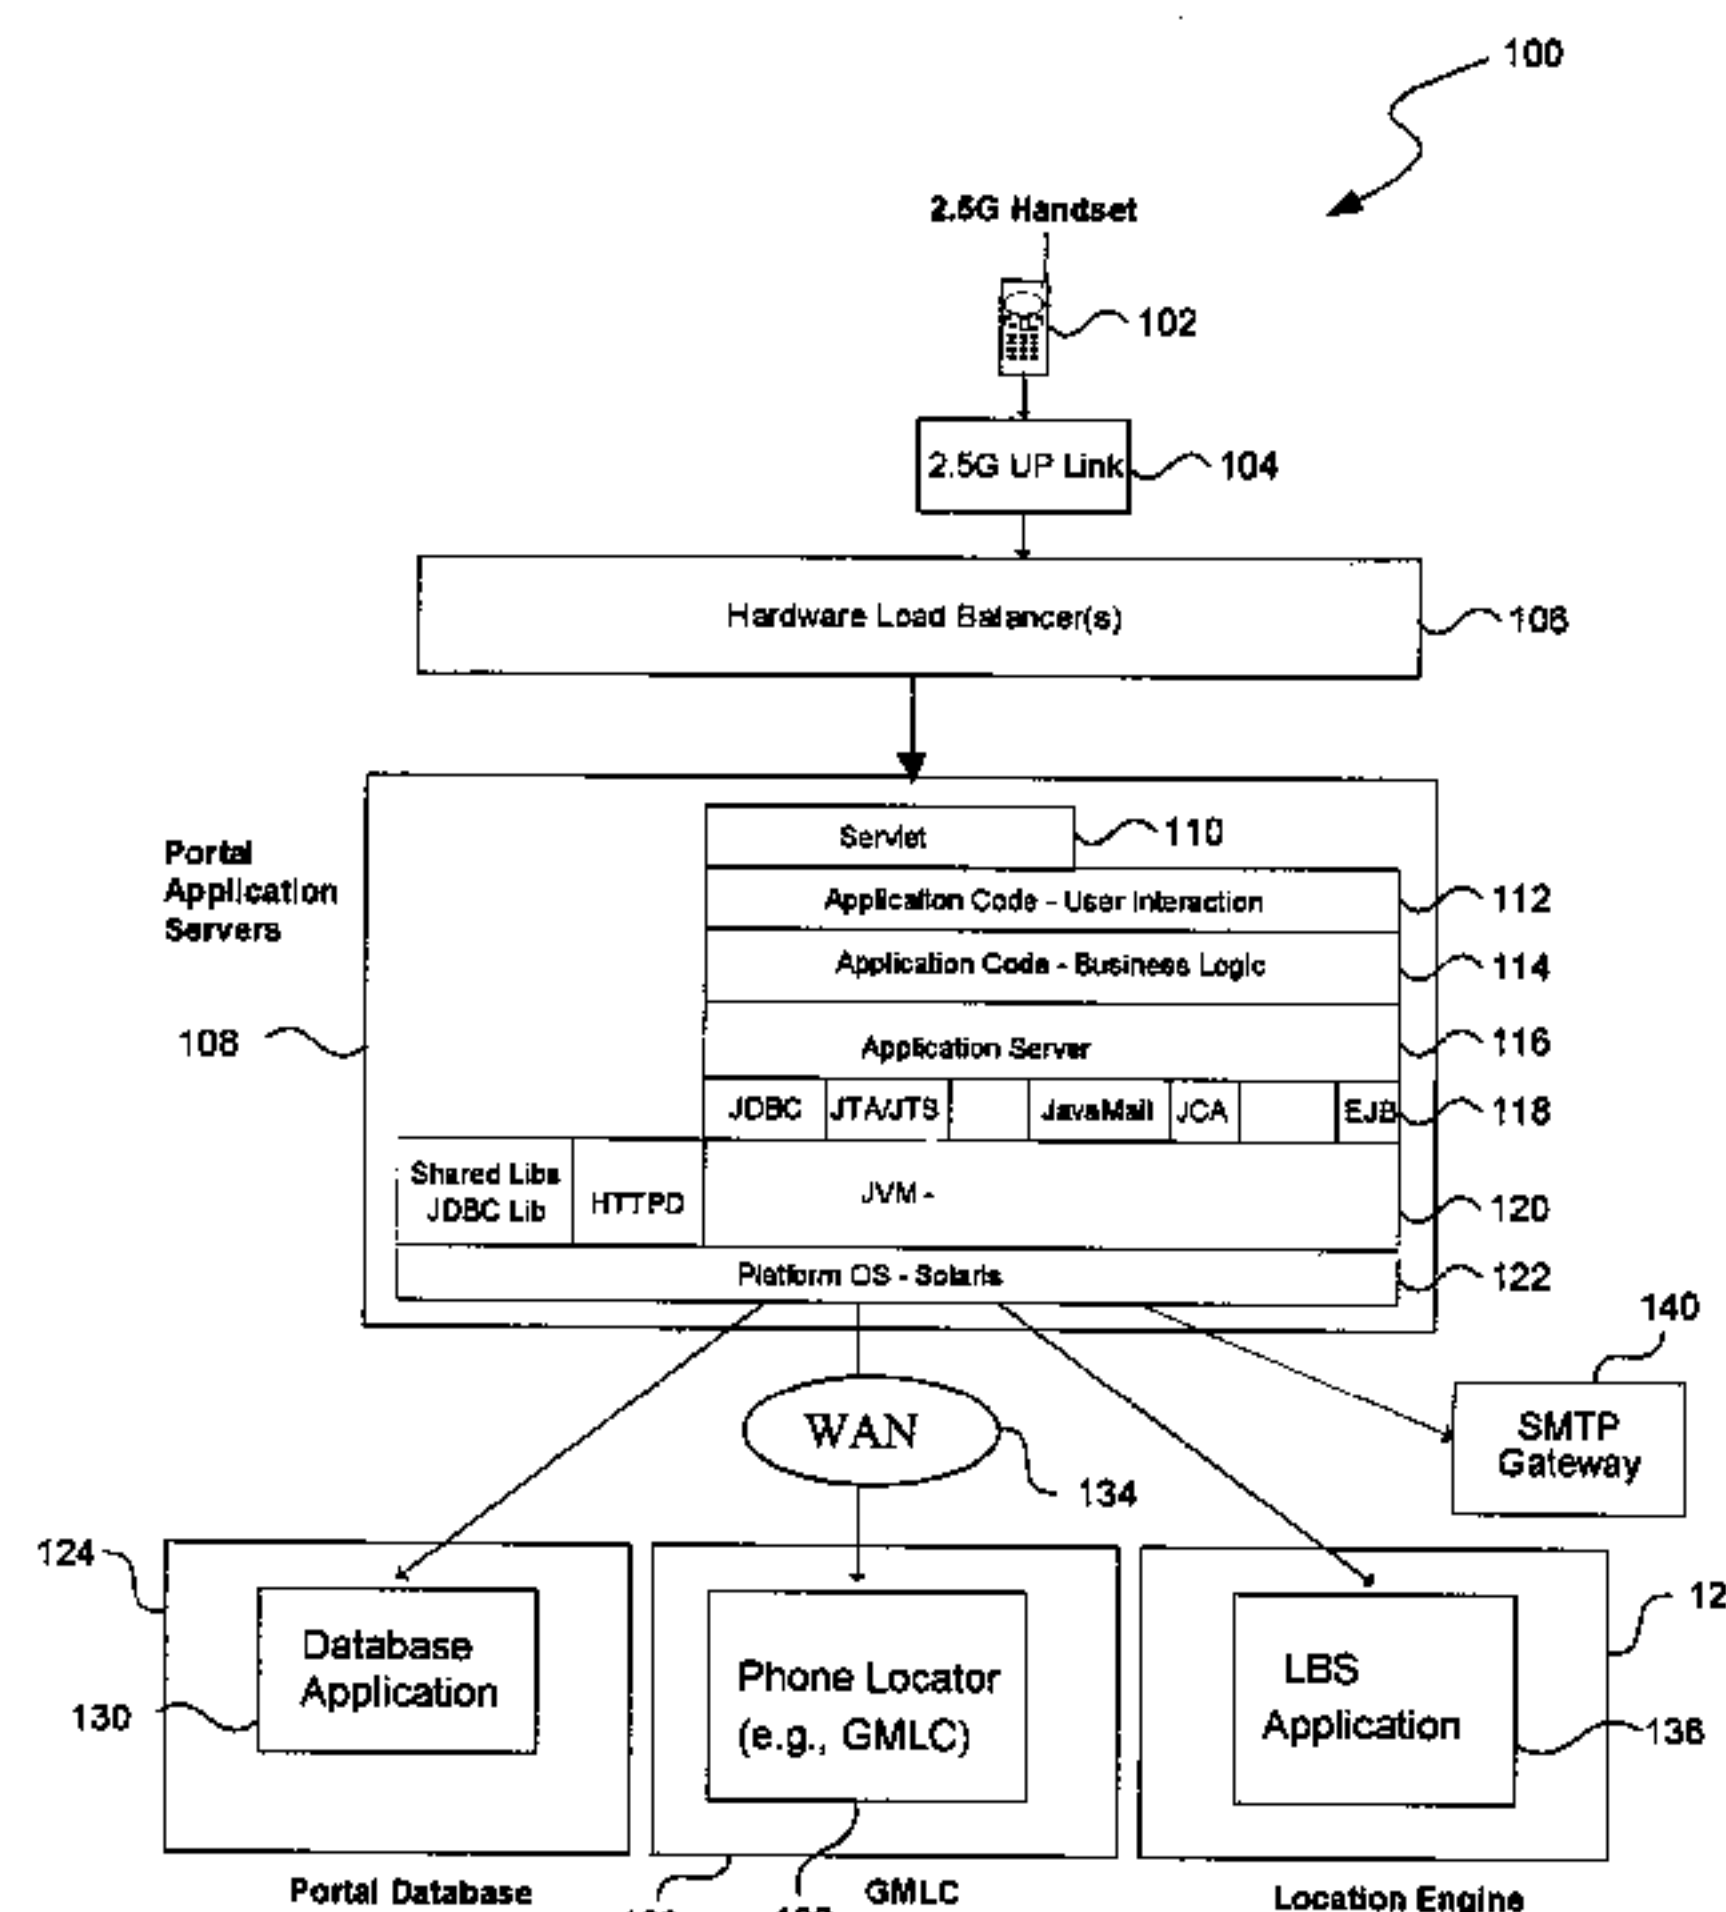 100
2.5G Handset
102
2.5G UP Link
104
Hardware Load Balancer(s)
106
Portal
Application
Servers
108
Servlet
110
Applicaiton Code - User Interaction
112
Application Code - Business Logic
114
Application Server
116
JDBC
JTA/JTS
JavaMail
JCA
EJB
118
Shared Libs
JDBC Lib
HTTPD
JVM -
120
Platform OS - Solaris
122
140
SMTP
Gateway
WAN
134
124
Database
Application
130
Phone Locator
(e.g., GMLC)
LBS
Application
12
136
Portal Database
GMLC
Location Engine